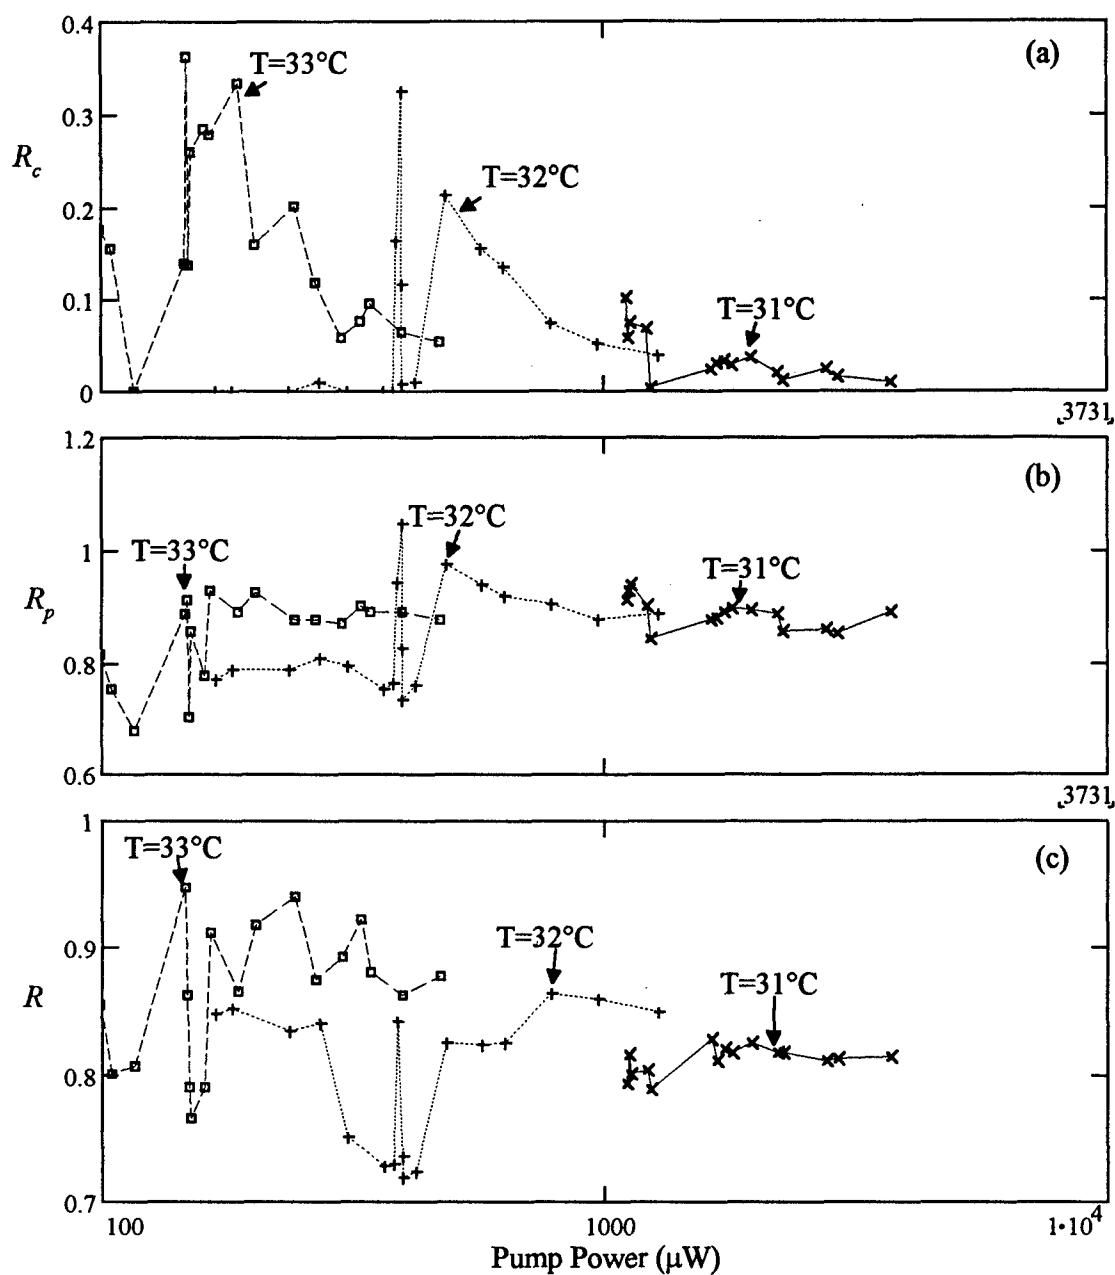 0.4
(a)
T=33°C
0.3
R_c
T=32°C
0.2
0.1
T=31°C
0
˛3731˛
1.2
(b)
T=32°C
T=33°C
1
T=31°C
R_p
0.8
0.6
˛3731˛
1
T=33°C
(c)
0.9
T=32°C
R
T=31°C
0.8
0.7
100
1000
1•10⁴
Pump Power (μW)